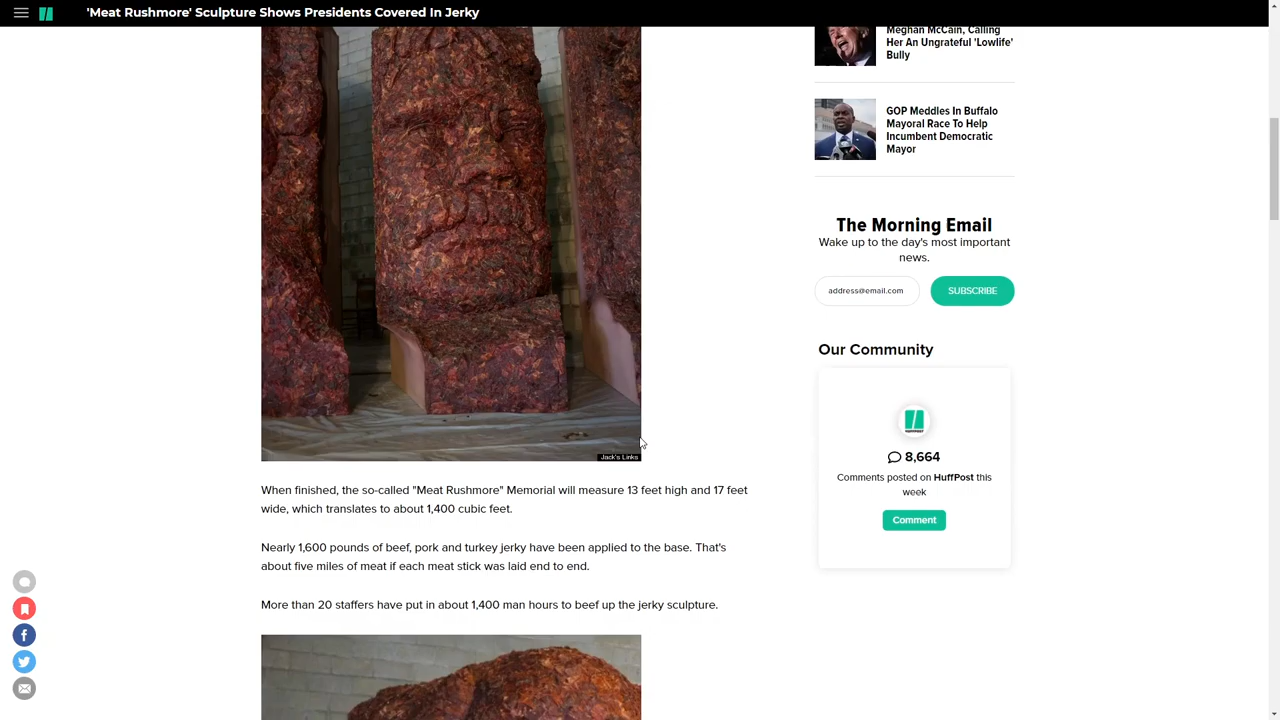 'Meat Rushmore' Sculpture Shows Presidents Covered In Jerky
Meghan McCain, Calling
Her An Ungrateful 'Lowlife'
Bully
GOP Meddles In Buffalo
Mayoral Race To Help
Incumbent Democratic
Mayor
The Morning Email
Wake up to the day's most important
news.
address@email.com
SUBSCRIBE
Our Community
HUFFPOST
8,664
Comments posted on HuffPost this
week
Comment
Jack's Links
When finished, the so-called "Meat Rushmore" Memorial will measure 13 feet high and 17 feet
wide, which translates to about 1,400 cubic feet.
Nearly 1,600 pounds of beef, pork and turkey jerky have been applied to the base. That's
about five miles of meat if each meat stick was laid end to end.
More than 20 staffers have put in about 1,400 man hours to beef up the jerky sculpture.